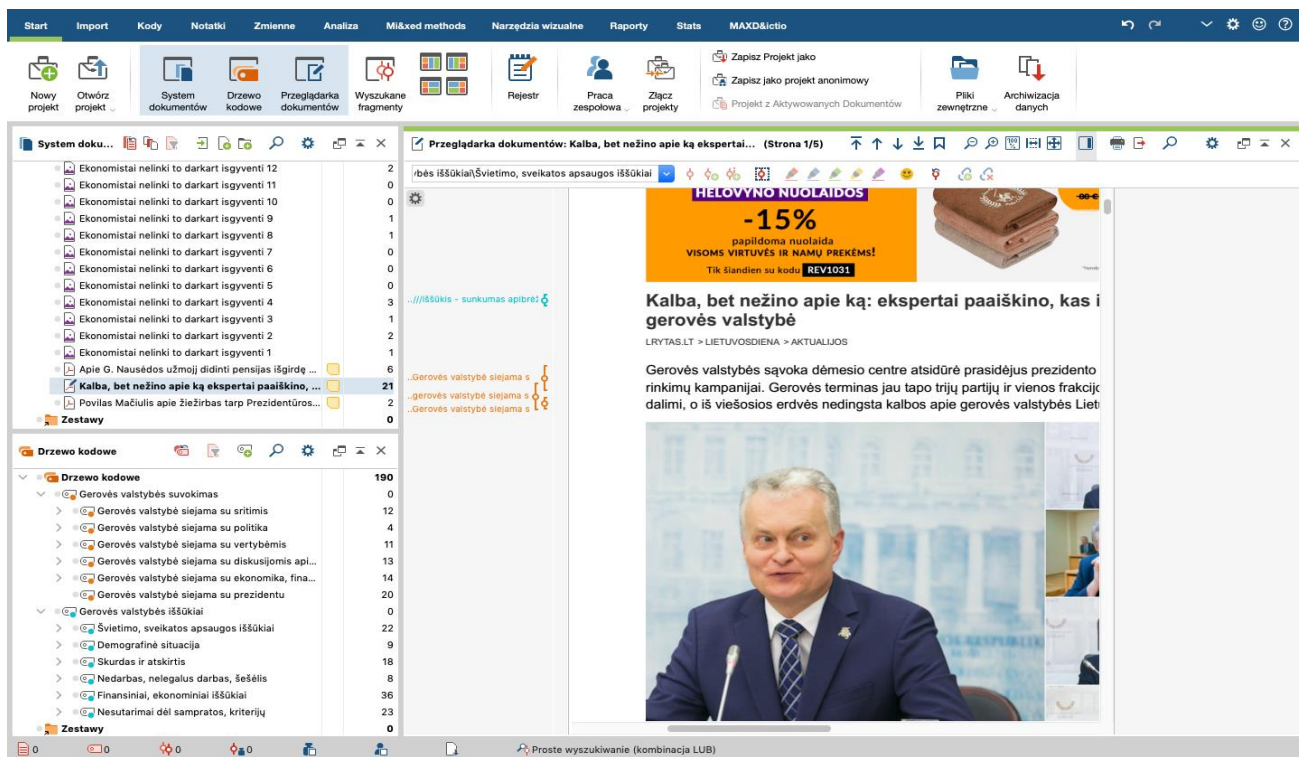 Start Import Kody Notatki Zmienne Analiza Mi&xed methods Narzędzia wizualne Raporty Stats MAXD&ictio
Nowy projekt
Otwórz projekt
System dokumentów
Drzewo kodowe
Przeglądarka dokumentów
Wyszukane fragmenty
Rejestr
Praca zespołowa
Złącz projekty
Zapisz Projekt jako
Zapisz jako projekt anonimowy
Projekt z Aktywowanych Dokumentów
Pliki zewnętrzne
Archiwizacja danych
System doku...
Ekonomistai nelinki to darkart isgyventi 12 2
Ekonomistai nelinki to darkart isgyventi 11 0
Ekonomistai nelinki to darkart isgyventi 10 0
Ekonomistai nelinki to darkart isgyventi 9 1
Ekonomistai nelinki to darkart isgyventi 8 1
Ekonomistai nelinki to darkart isgyventi 7 0
Ekonomistai nelinki to darkart isgyventi 6 0
Ekonomistai nelinki to darkart isgyventi 5 0
Ekonomistai nelinki to darkart isgyventi 4 3
Ekonomistai nelinki to darkart isgyventi 3 1
Ekonomistai nelinki to darkart isgyventi 2 2
Ekonomistai nelinki to darkart isgyventi 1 1
Apie G. Nausėdos užmojį didinti pensijas išgirdę ... 6
Kalba, bet nežino apie ką ekspertai paaiškino, ... 21
Povilas Mačiulis apie žiežirbas tarp Prezidentūros... 2
Zestawy 0
Drzewo kodowe
Drzewo kodowe 190
Gerovės valstybės suvokimas 0
Gerovės valstybė siejama su sritimis 12
Gerovės valstybė siejama su politika 4
Gerovės valstybė siejama su vertybėmis 11
Gerovės valstybė siejama su diskusijomis api... 13
Gerovės valstybė siejama su ekonomika, fina... 14
Gerovės valstybė siejama su prezidentu 20
Gerovės valstybės iššūkiai 0
Švietimo, sveikatos apsaugos iššūkiai 22
Demografinė situacija 9
Skurdas ir atskirtis 18
Nedarbas, nelegalus darbas, šešėlis 8
Finansiniai, ekonominiai iššūkiai 36
Nesutarimai dėl sampratos, kriterijų 23
Zestawy 0
Przeglądarka dokumentów: Kalba, bet nežino apie ką ekspertai... (Strona 1/5)
rbės iššūkiai\Švietimo, sveikatos apsaugos iššūkiai
HELOVYNO NUOLAIDOS
-15%
papildoma nuolaida
VISOMS VIRTUVĖS IR NAMŲ PREKĖMS!
Tik šiandien su kodu REV1031
..//iššūkis - sunkumas apibrėž
Kalba, bet nežino apie ką: ekspertai paaiškino, kas i
gerovės valstybė
LRYTAS.LT > LIETUVOSDIENA > AKTUALIJOS
..Gerovės valstybė siejama s
..gerovės valstybė siejama s
..Gerovės valstybė siejama s
Gerovės valstybės sąvoka dėmesio centre atsidūrė prasidėjus prezidento
rinkimų kampanijai. Gerovės terminas jau tapo trijų partijų ir vienos frakcijo
dalimi, o iš viešosios erdvės nedingsta kalbos apie gerovės valstybės Liet
0 0 0 0 Proste wyszukiwanie (kombinacja LUB)